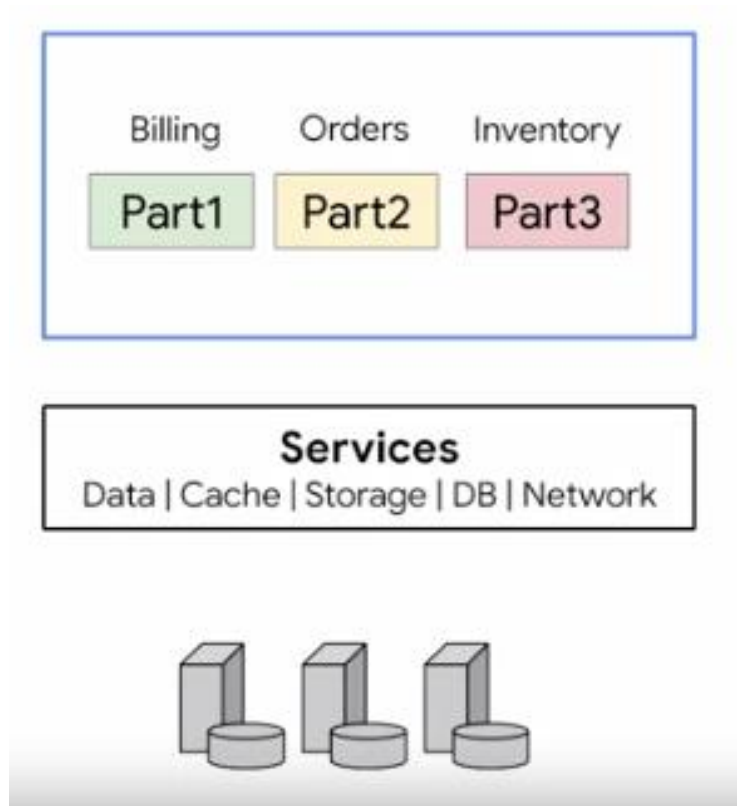 Billing Orders Inventory
Part1 Part2 Part3
Services
Data | Cache | Storage | DB | Network